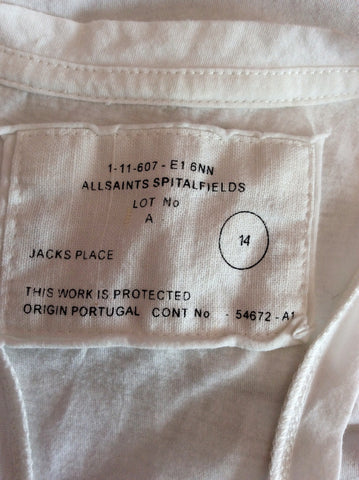 1-11-607 - E1 6NN
ALLSAINTS SPITALFIELDS
LOT No
A
14
JACKS PLACE
THIS WORK IS PROTECTED
ORIGIN PORTUGAL CONT No - 54672 - A1